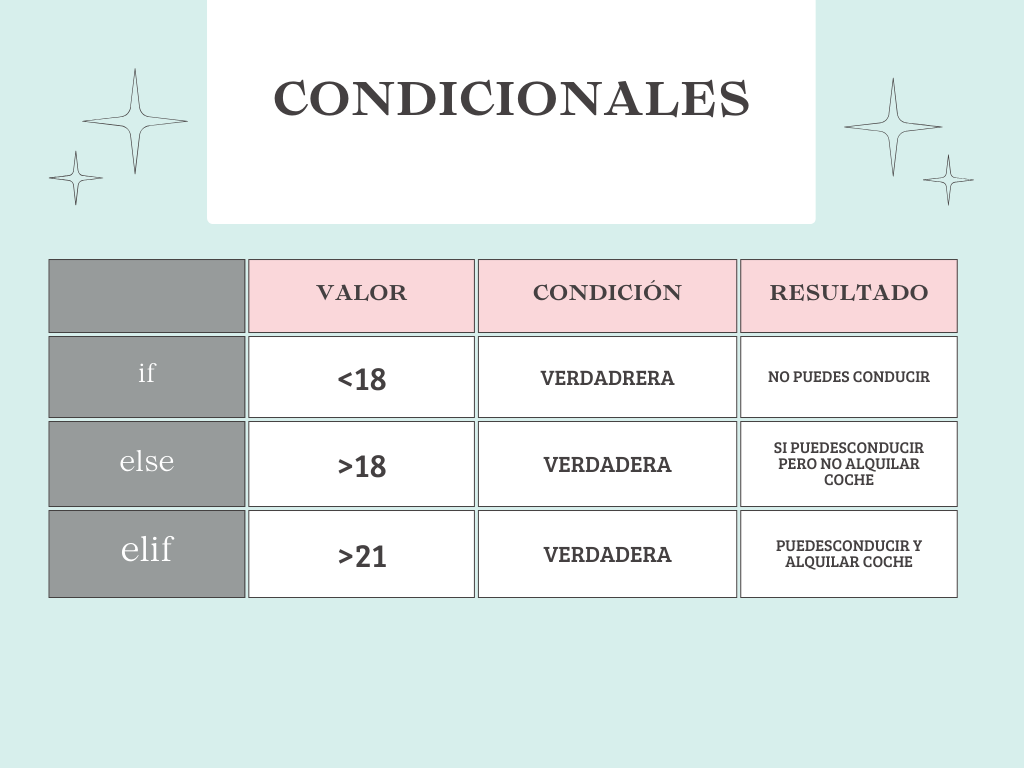 CONDICIONALES
VALOR CONDICIÓN RESULTADO
if <18 VERDADRERA NO PUEDES CONDUCIR
else >18 VERDADERA SI PUEDESCONDUCIR
PERO NO ALQUILAR
COCHE
elif >21 VERDADERA PUEDESCONDUCIR Y
ALQUILAR COCHE